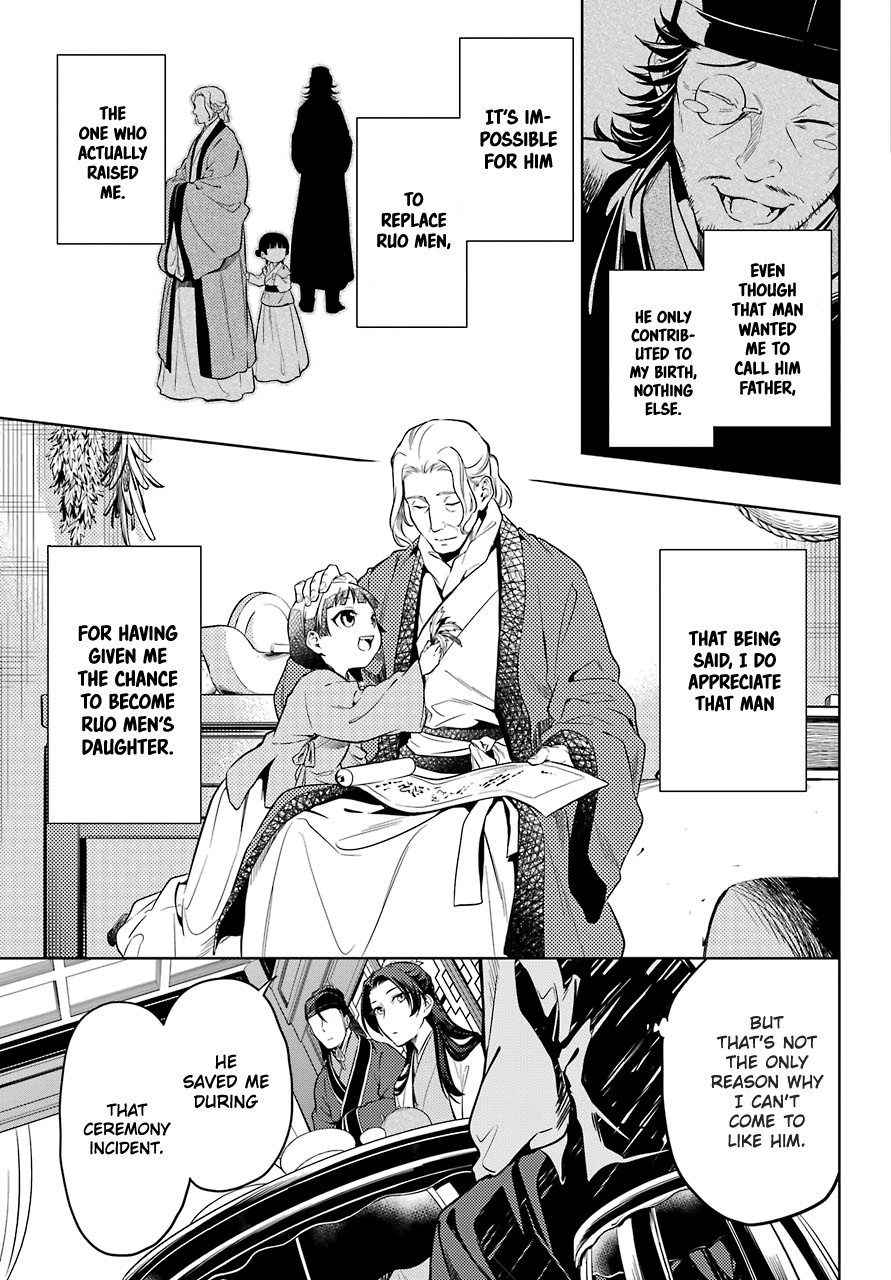 EVEN
THOUGH
THAT MAN
WANTED
ME TO
CALL HIM
FATHER,
HE ONLY
CONTRIB-
UTED TO
MY BIRTH,
NOTHING
ELSE.
IT'S IM-
POSSIBLE
FOR HIM
TO
REPLACE
RUO MEN,
THE
ONE WHO
ACTUALLY
RAISED
ME.
THAT BEING
SAID, I DO
APPRECIATE
THAT MAN
FOR HAVING
GIVEN ME
THE CHANCE
TO BECOME
RUO MEN'S
DAUGHTER.
BUT
THAT'S NOT
THE ONLY
REASON WHY
I CAN'T
COME TO
LIKE HIM.
HE
SAVED ME
DURING
THAT
CEREMONY
INCIDENT.